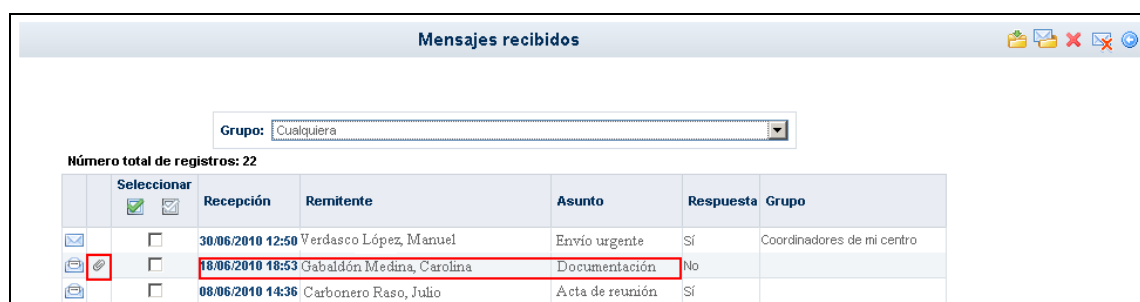 Mensajes recibidos
Grupo: Cualquiera
Número total de registros: 22
Seleccionar Recepción Remitente Asunto Respuesta Grupo
30/06/2010 12:50 Verdasco López, Manuel Envío urgente Sí Coordinadores de mi centro
18/06/2010 18:53 Gabaldón Medina, Carolina Documentación No
08/06/2010 14:36 Carbonero Raso, Julio Acta de reunión Sí